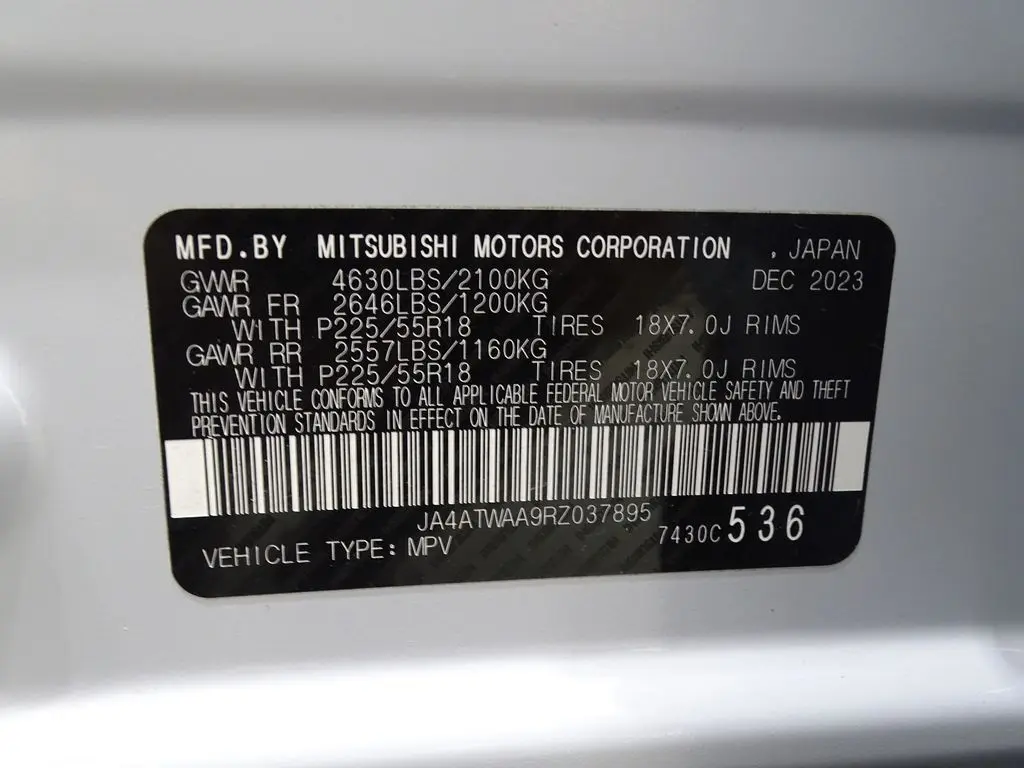 MFD.BY MITSUBISHI MOTORS CORPORATION , JAPAN
GVWR 4630LBS/2100KG DEC 2023
GAWR FR 2646LBS/1200KG
WITH P225/55R18 TIRES 18X7.0J RIMS
GAWR RR 2557LBS/1160KG
WITH P225/55R18 TIRES 18X7.0J RIMS
THIS VEHICLE CONFORMS TO ALL APPLICABLE FEDERAL MOTOR VEHICLE SAFETY AND THEFT
PREVENTION STANDARDS IN EFFECT ON THE DATE OF MANUFACTURE SHOWN ABOVE.
JA4ATWAA9RZ037895
VEHICLE TYPE: MPV 7430C 536